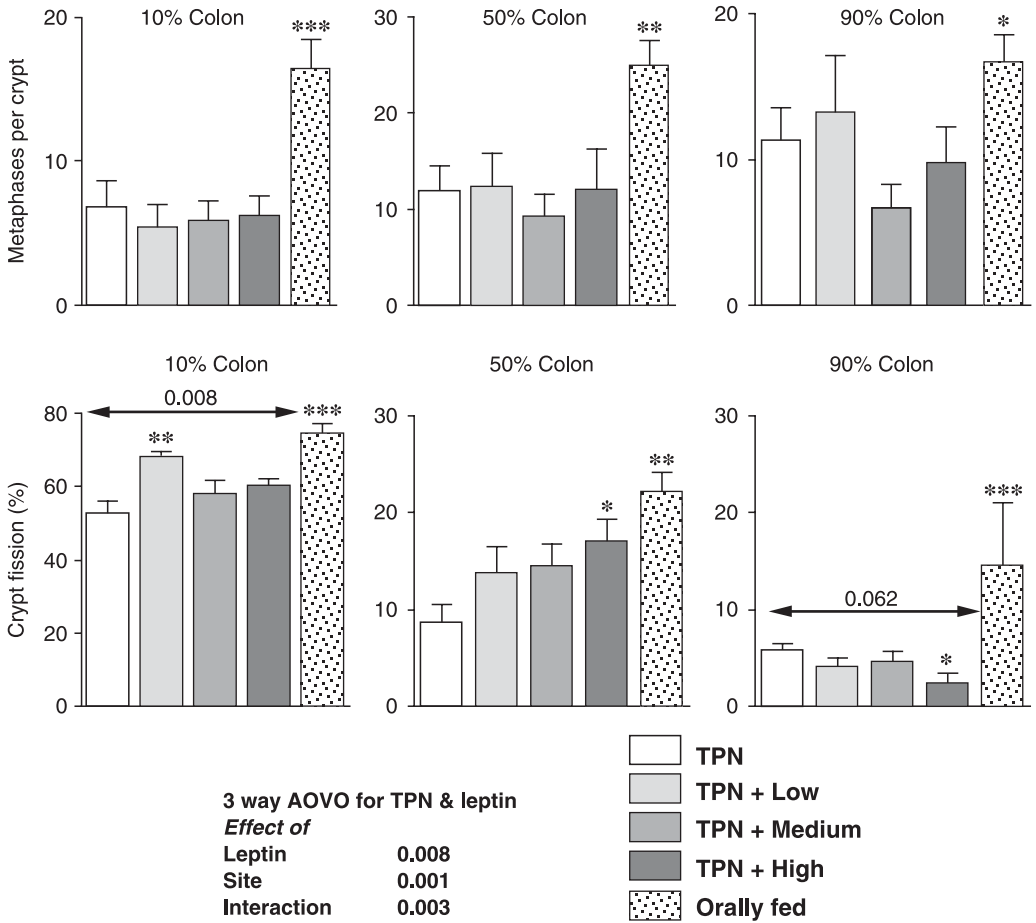 10% Colon
50% Colon
90% Colon
Metaphases per crypt
20
10
0
***
30
20
10
0
**
20
10
0
*
10% Colon
50% Colon
90% Colon
Crypt fission (%)
80
60
40
20
0
0.008
**
***
30
20
10
0
*
**
30
20
10
0
0.062
*
***
3 way AOVO for TPN & leptin
Effect of
Leptin 0.008
Site 0.001
Interaction 0.003
TPN
TPN + Low
TPN + Medium
TPN + High
Orally fed